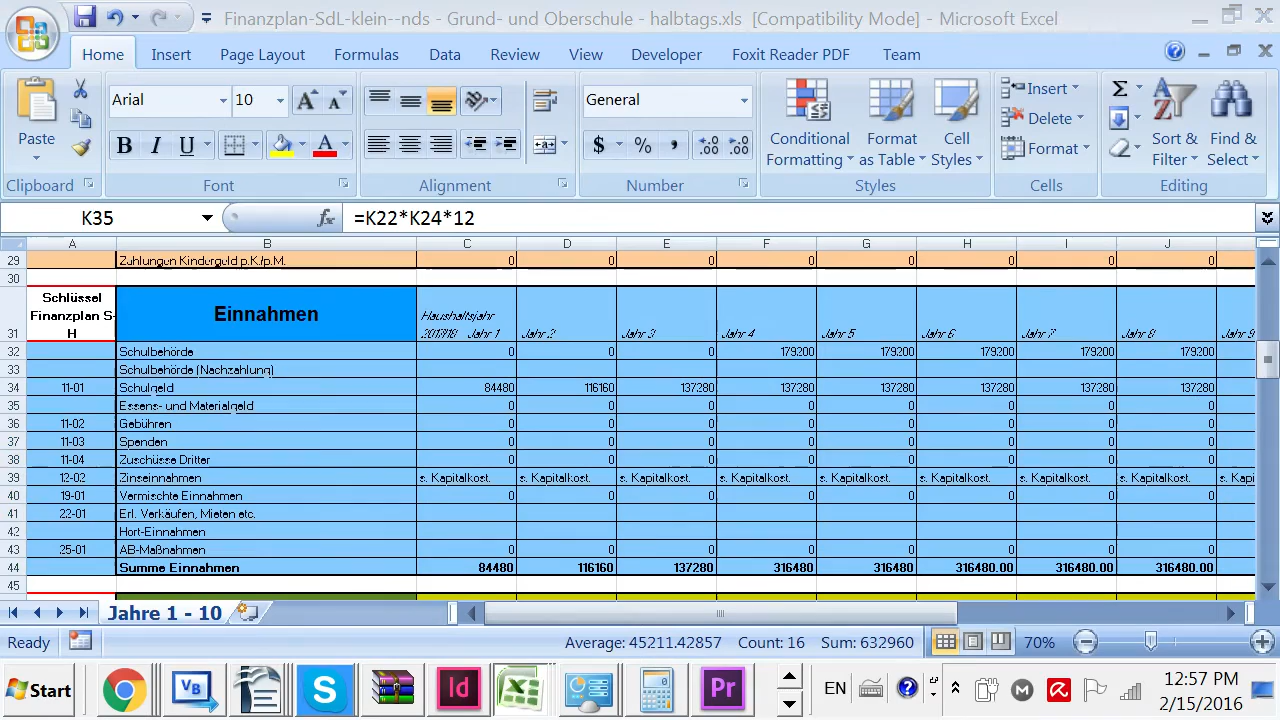 Finanzplan-SdL-klein--nds - Grund- und Oberschule - halbtags.xls [Compatibility Mode] - Microsoft Excel
Home Insert Page Layout Formulas Data Review View Developer Foxit Reader PDF Team
Arial 10 General Insert Delete Format
Paste Conditional Formatting Format as Table Cell Styles Sort & Filter Find & Select
Clipboard Font Alignment Number Styles Cells Editing
K35 fx =K22*K24*12
A B C D E F G H I J
29 Zahlungen Kindergeld p.K./p.M. 0 0 0 0 0 0 0 0
30
31 Schlüssel Finanzplan S-H Einnahmen Haushaltsjahr 2017/18 Jahr 1 Jahr 2 Jahr 3 Jahr 4 Jahr 5 Jahr 6 Jahr 7 Jahr 8 Jahr 9
32 Schulbehörde 0 0 0 179200 179200 179200 179200 179200
33 Schulbehörde (Nachzahlung)
34 11-01 Schulgeld 84480 116160 137280 137280 137280 137280 137280 137280
35 Essens- und Materialgeld 0 0 0 0 0 0 0 0
36 11-02 Gebühren 0 0 0 0 0 0 0 0
37 11-03 Spenden 0 0 0 0 0 0 0 0
38 11-04 Zuschüsse Dritter 0 0 0 0 0 0 0 0
39 12-02 Zinseinnahmen s. Kapitalkost. s. Kapitalkost. s. Kapitalkost. s. Kapitalkost. s. Kapitalkost. s. Kapitalkost. s. Kapitalkost. s. Kapitalkost. s. Kapi
40 19-01 Vermischte Einnahmen 0 0 0 0 0 0 0 0
41 22-01 Erl. Verkäufen, Mieten etc.
42 Hort-Einnahmen
43 25-01 AB-Maßnahmen 0 0 0 0 0 0 0 0
44 Summe Einnahmen 84480 116160 137280 316480 316480 316480.00 316480.00 316480.00
45
Jahre 1 - 10
Ready Average: 45211.42857 Count: 16 Sum: 632960 70%
Start EN 12:57 PM
2/15/2016